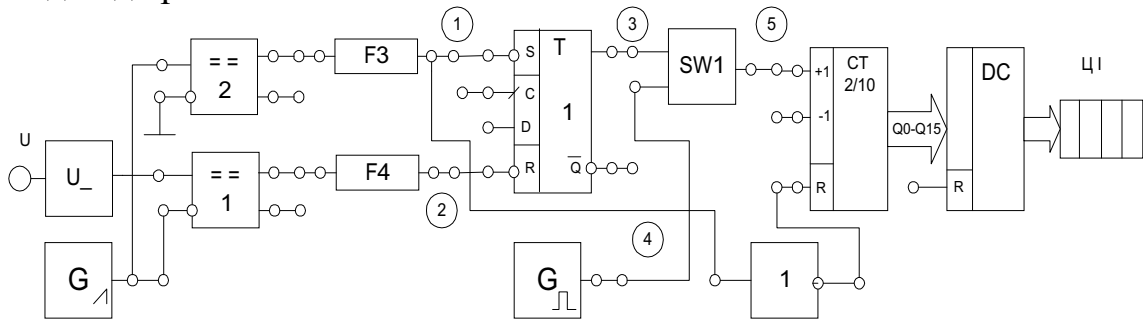 1
3
5
= =
2
F3
S
T
C
D
1
R
Q
SW1
+1
-1
R
CT
2/10
Q0-Q15
DC
R
Ц І
U
U_
= =
1
F4
2
4
G
G
1